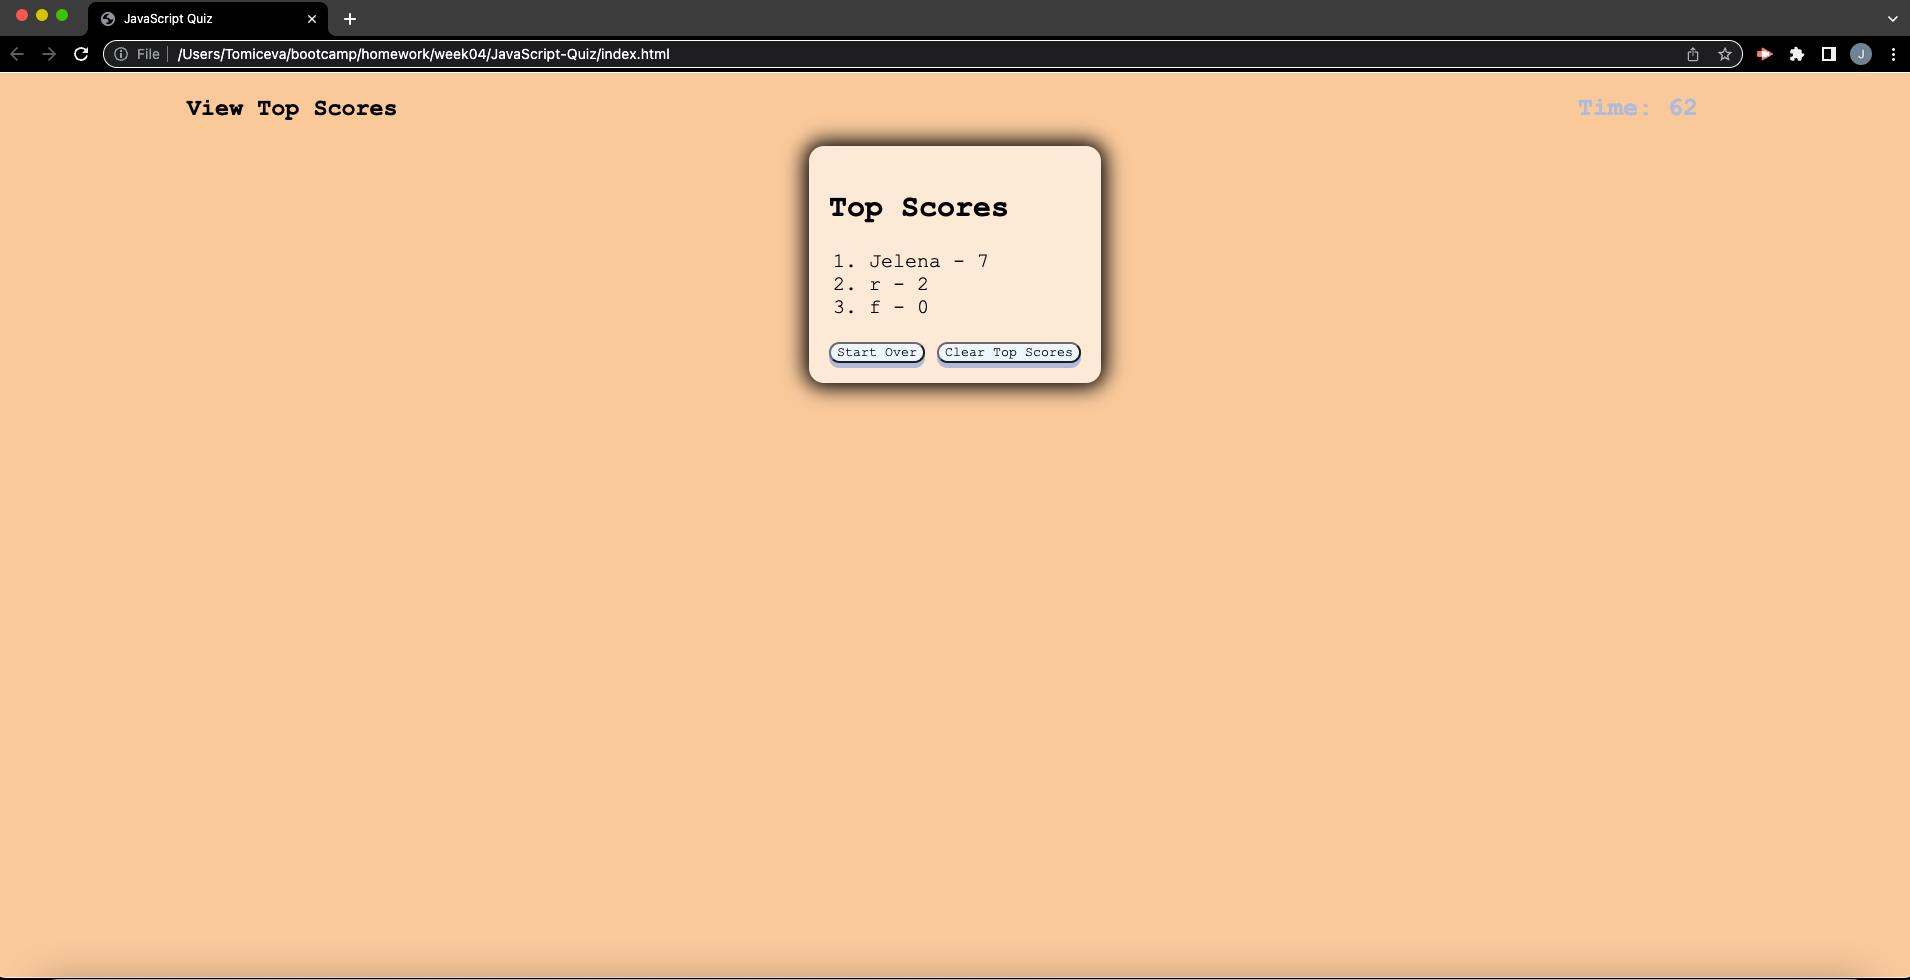 JavaScript Quiz
File /Users/Tomiceva/bootcamp/homework/week04/JavaScript-Quiz/index.html
J
View Top Scores
Time: 62
Top Scores
1. Jelena - 7
2. r - 2
3. f - 0
Start Over
Clear Top Scores